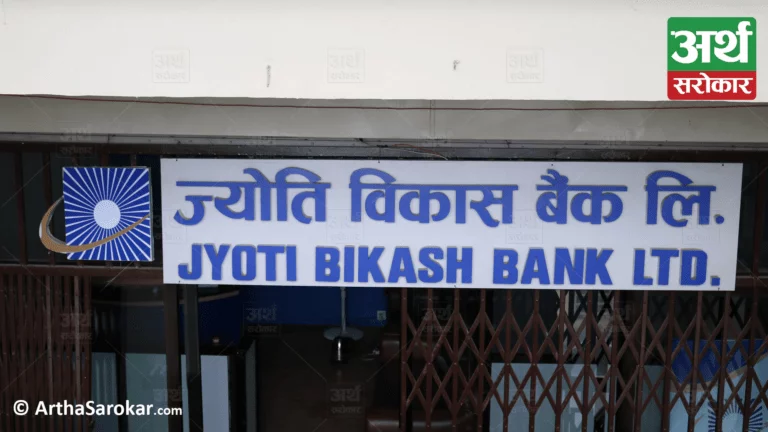 अर्थ
सरोकार
ज्योति विकास बैंक लि.
JYOTI BIKASH BANK LTD.
© ArthaSarokar.com